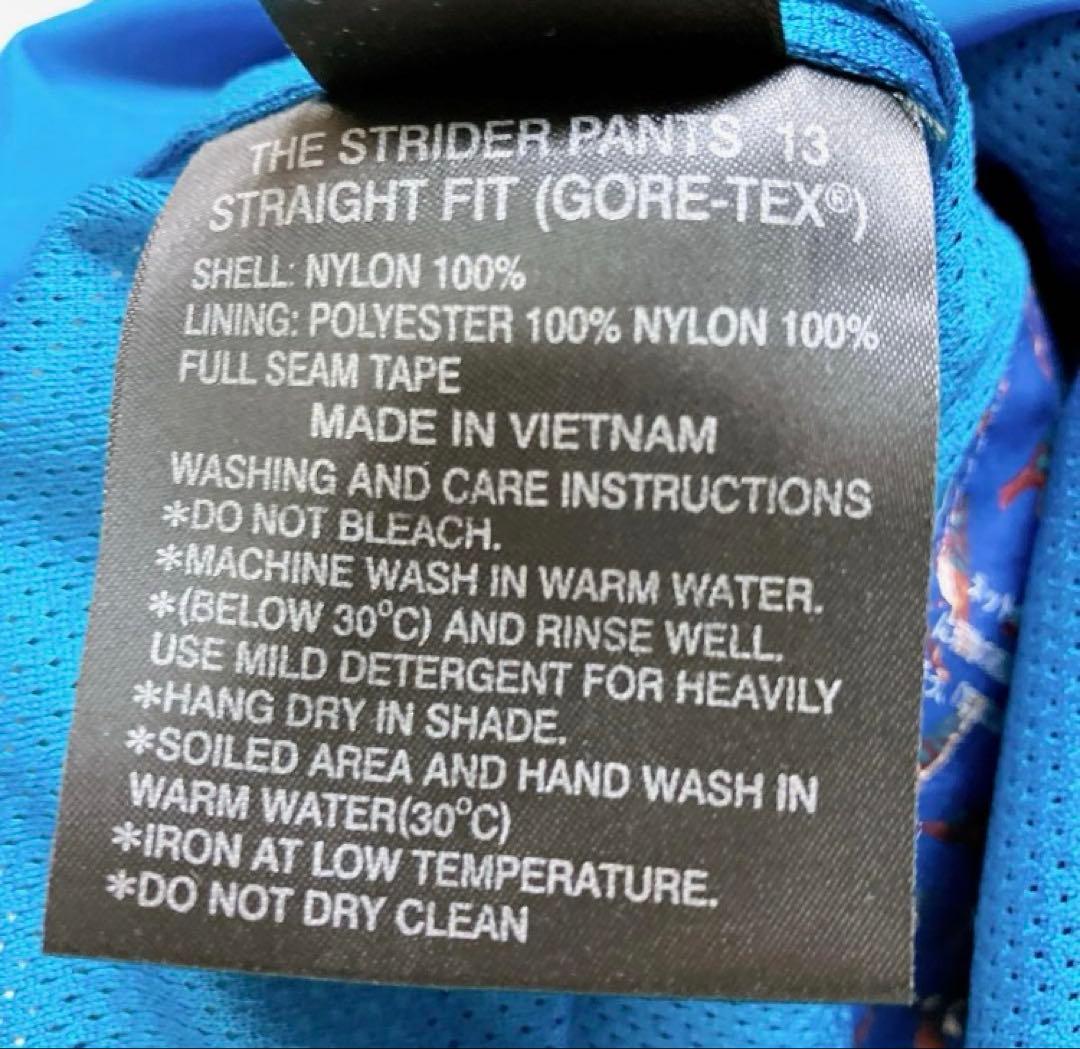 THE STRIDER PANTS 13
STRAIGHT FIT (GORE-TEX®)
SHELL: NYLON 100%
LINING: POLYESTER 100% NYLON 100%
FULL SEAM TAPE
MADE IN VIETNAM
WASHING AND CARE INSTRUCTIONS
*DO NOT BLEACH.
*MACHINE WASH IN WARM WATER.
*(BELOW 30°C) AND RINSE WELL.
USE MILD DETERGENT FOR HEAVILY
*HANG DRY IN SHADE.
*SOILED AREA AND HAND WASH IN
WARM WATER(30°C)
*IRON AT LOW TEMPERATURE.
*DO NOT DRY CLEAN